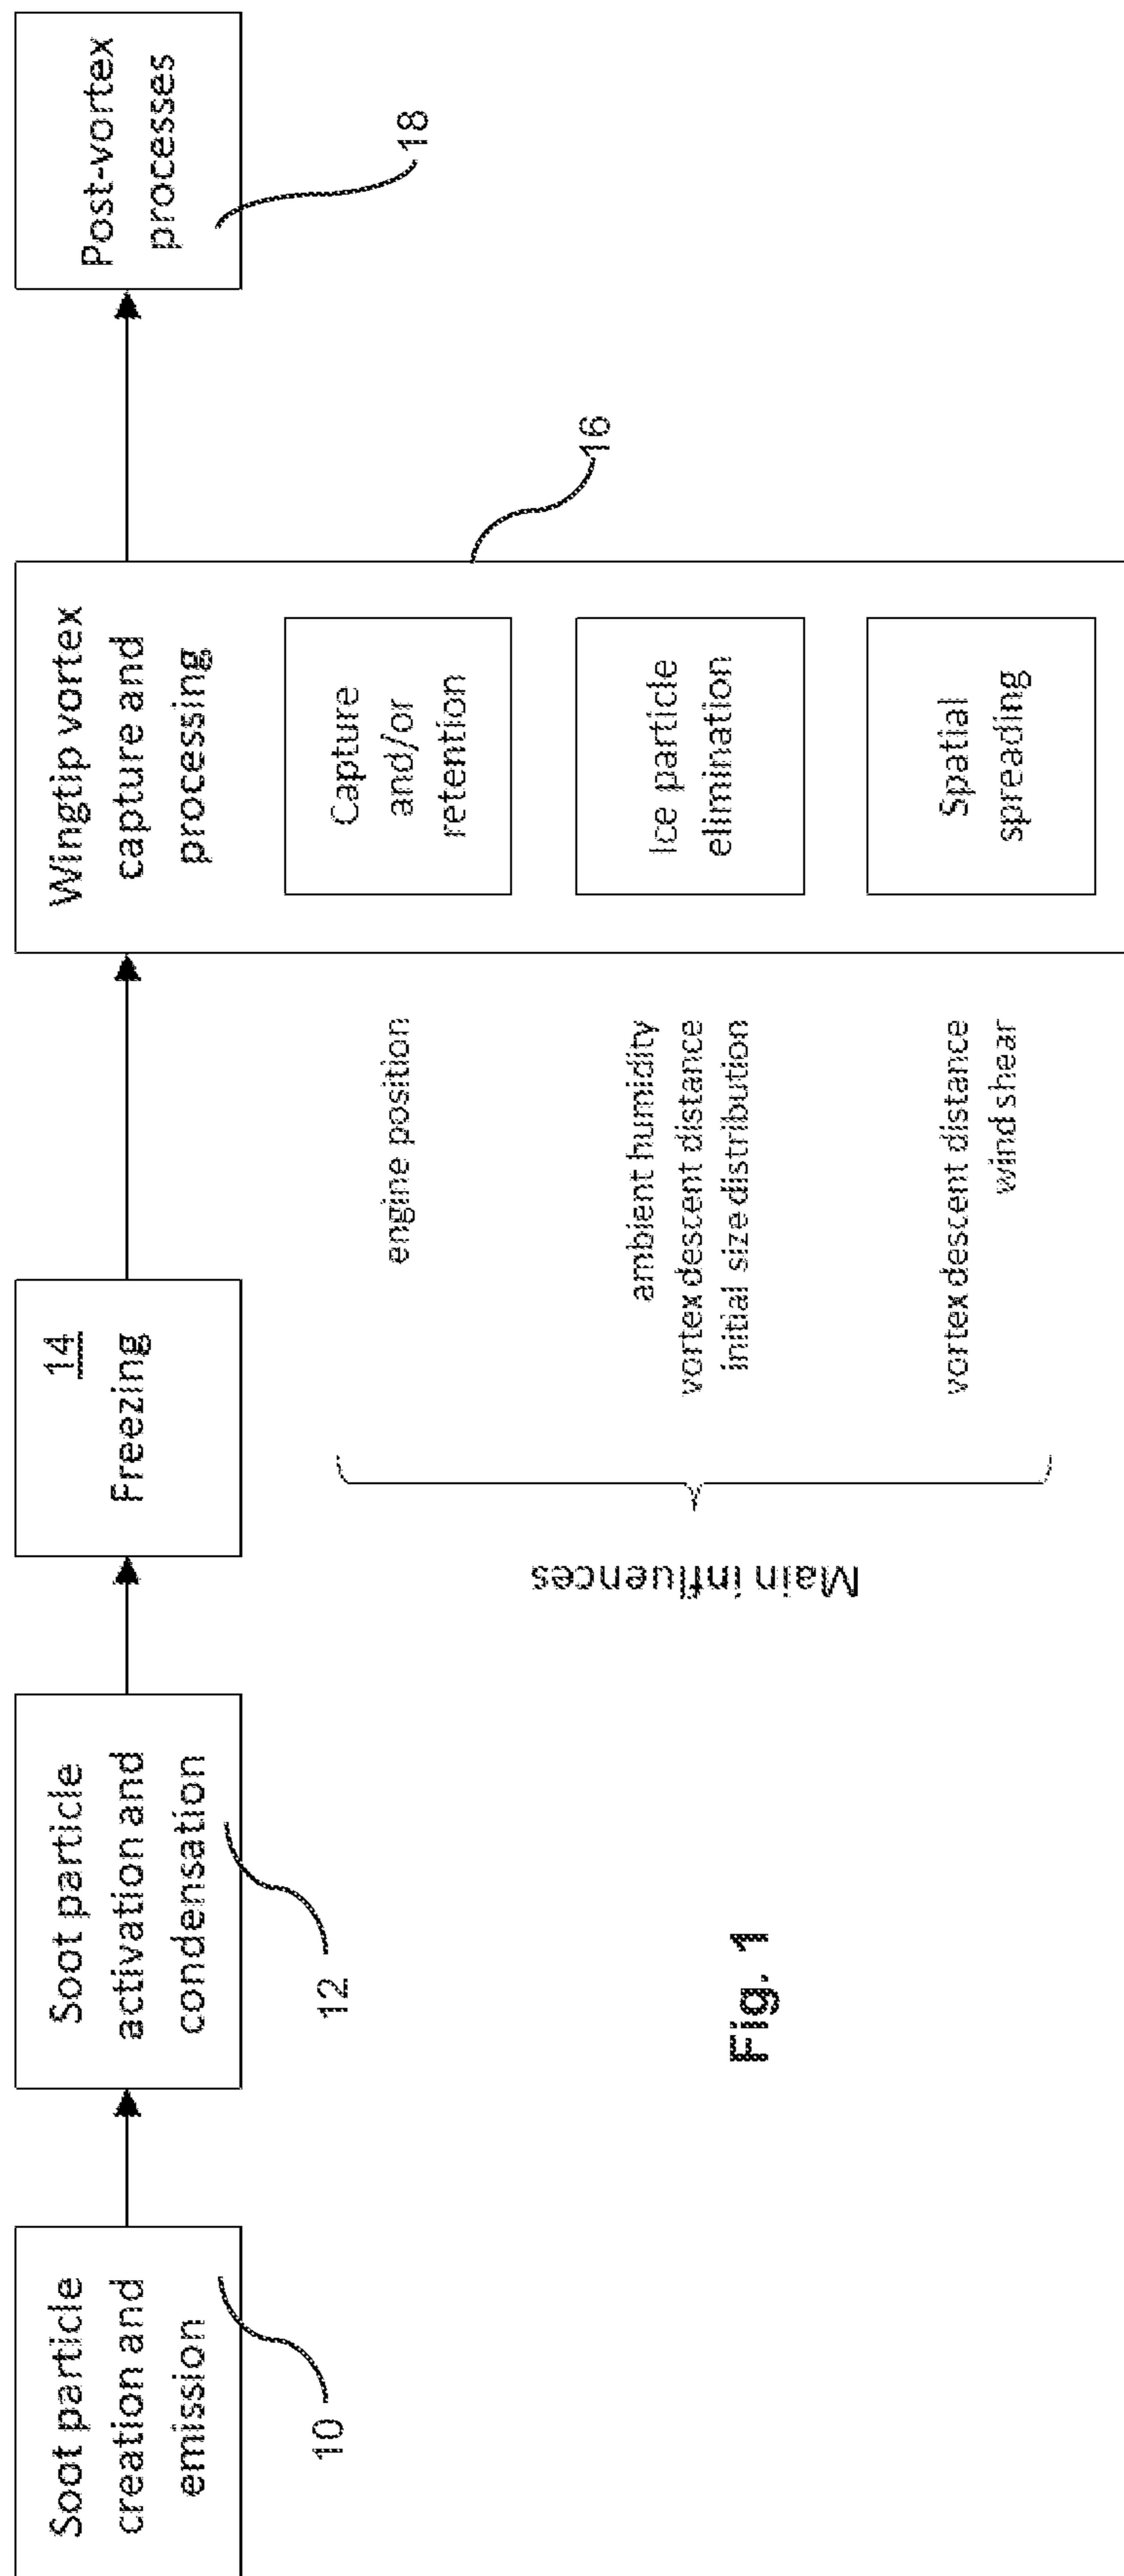 Soot particle
creation and
emission
10
Soot particle
activation and
condensation
12
14
Freezing
Wingtip vortex
capture and
processing
16
Capture
and/or
retention
Ice particle
elimination
Spatial
spreading
Post-vortex
processes
18
Main influences
engine position
ambient humidity
vortex descent distance
initial size distribution
vortex descent distance
wind shear
Fig. 1